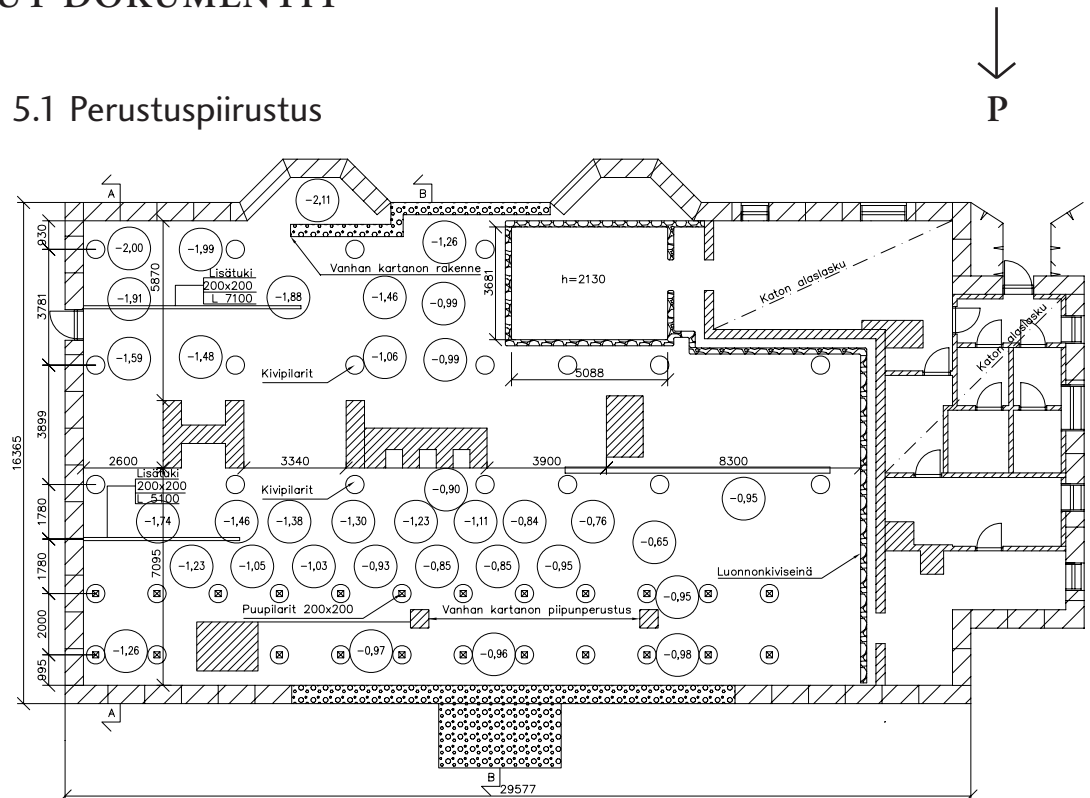 5.1 Perustuspiirustus
P
A
B
-2,11
930
-2,00
-1,99
-1,26
Vanhan kartanon rakenne
Lisätuki
200x200
L 7100
5870
3681
h=2130
Katon alaslasku
3781
-1,91
-1,88
-1,46
-0,99
-1,59
-1,48
-1,06
-0,99
Kivipilarit
5088
Katon alaslasku
16365
3899
2600
3340
3900
8300
Lisätuki
200x200
L 5100
Kivipilarit
-0,90
-0,95
1780
-1,74
-1,46
-1,38
-1,30
-1,23
-1,11
-0,84
-0,76
-0,65
1780
7095
-1,23
-1,05
-1,03
-0,93
-0,85
-0,85
-0,95
Luonnonkiviseinä
Puupilarit 200x200
Vanhan kartanon piipunperustus
-0,95
2000
995
-1,26
-0,97
-0,96
-0,98
A
B
29577